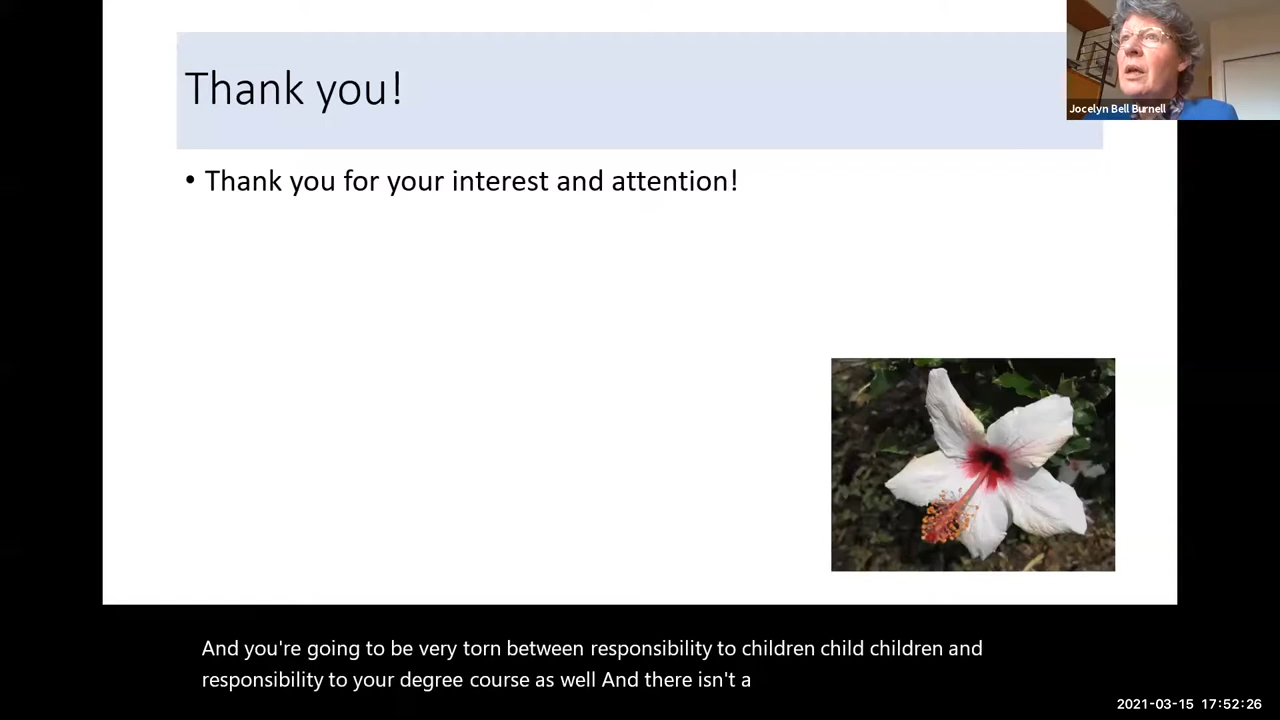 Thank you!
• Thank you for your interest and attention!
Jocelyn Bell Burnell
And you're going to be very torn between responsibility to children child children and
responsibility to your degree course as well And there isn't a
2021-03-15 17:52:26